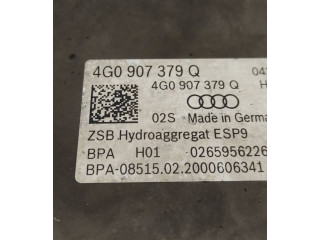 4G0 907 379 Q 04
4G0 907 379 Q H
02S Made in Germa
ZSB Hydroaggregat ESP9
BPA H01 0265956226
BPA-08515.02.2000606341